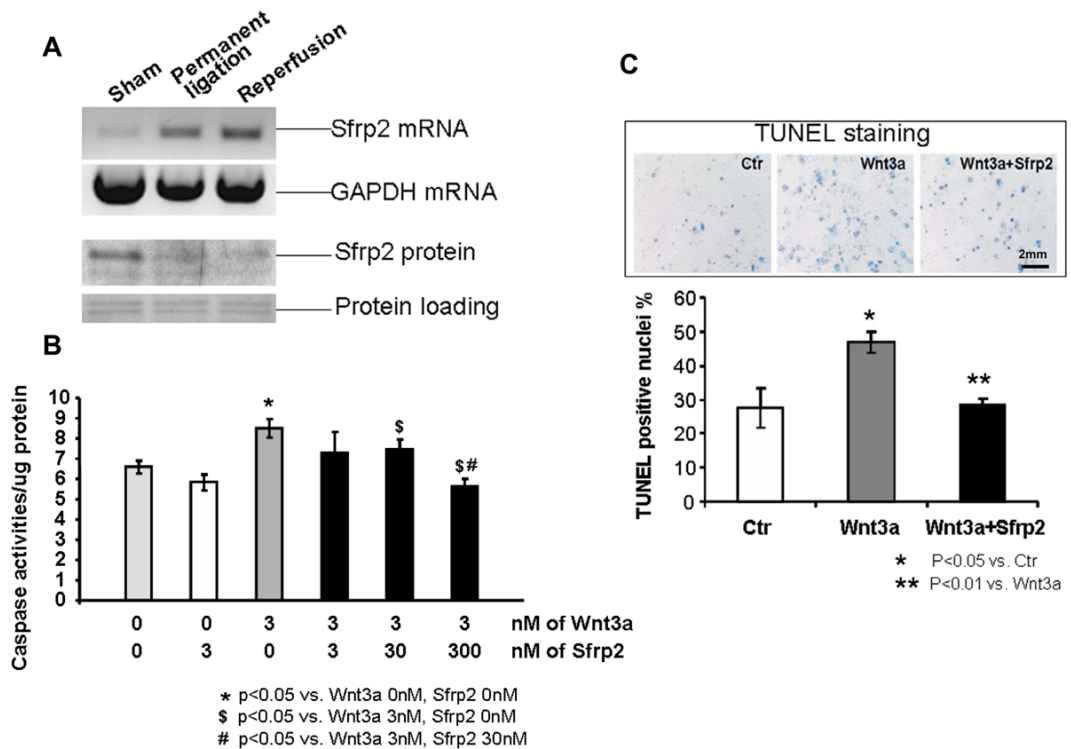 A
Sham
Permanent
ligation
Reperfusion
Sfrp2 mRNA
GAPDH mRNA
Sfrp2 protein
Protein loading
B
Caspase activities/ug protein
10
9
8
7
6
5
4
3
2
1
0
*
$
$#
0 0 3 3 3 3 nM of Wnt3a
0 3 0 3 30 300 nM of Sfrp2
* p<0.05 vs. Wnt3a 0nM, Sfrp2 0nM
$ p<0.05 vs. Wnt3a 3nM, Sfrp2 0nM
# p<0.05 vs. Wnt3a 3nM, Sfrp2 30nM
C
TUNEL staining
Ctr Wnt3a Wnt3a+Sfrp2
2mm
TUNEL positive nuclei %
60
50
40
30
20
10
0
*
**
Ctr Wnt3a Wnt3a+Sfrp2
* P<0.05 vs. Ctr
** P<0.01 vs. Wnt3a